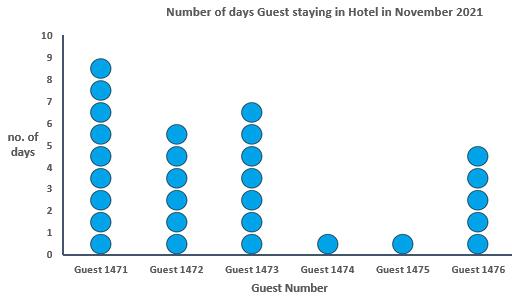 Number of days Guest staying in Hotel in November 2021
10
9
8
7
6
5
4
3
2
1
0
no. of
days
Guest 1471 Guest 1472 Guest 1473 Guest 1474 Guest 1475 Guest 1476
Guest Number